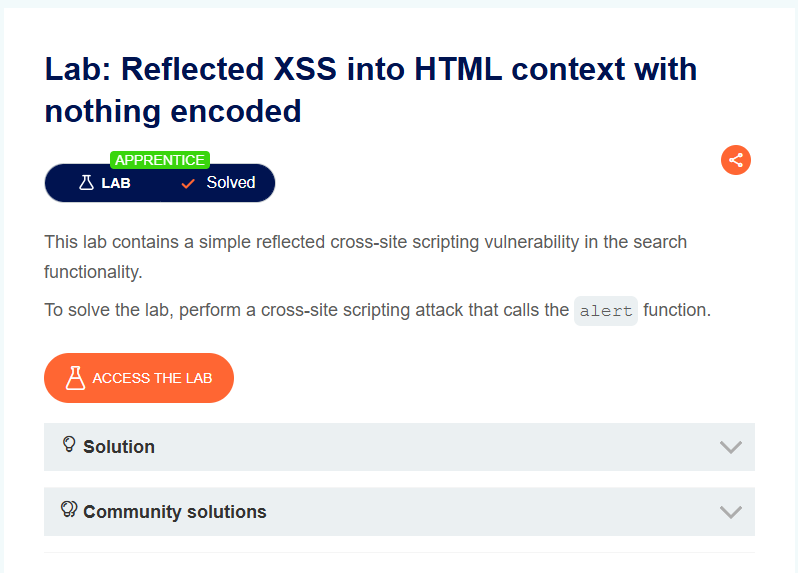 Lab: Reflected XSS into HTML context with
nothing encoded
APPRENTICE
LAB Solved
This lab contains a simple reflected cross-site scripting vulnerability in the search
functionality.
To solve the lab, perform a cross-site scripting attack that calls the alert function.
ACCESS THE LAB
Solution
Community solutions